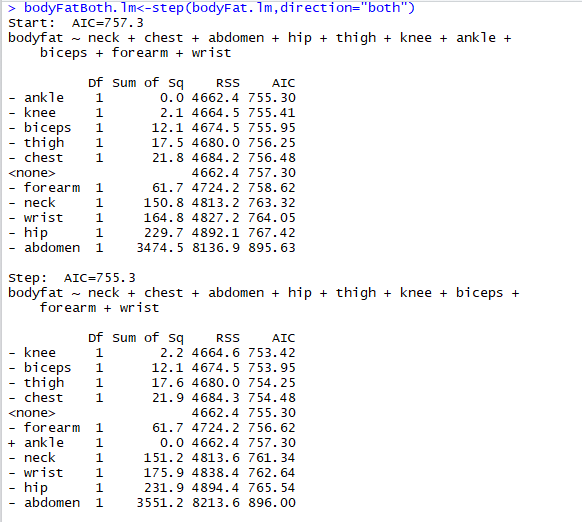 > bodyFatBoth.lm<-step(bodyFat.lm,direction="both")
Start:  AIC=757.3
bodyfat ~ neck + chest + abdomen + hip + thigh + knee + ankle +
    biceps + forearm + wrist

          Df Sum of Sq    RSS    AIC
- ankle    1       0.0 4662.4 755.30
- knee     1       2.1 4664.5 755.41
- biceps   1      12.1 4674.5 755.95
- thigh    1      17.5 4680.0 756.25
- chest    1      21.8 4684.2 756.48
<none>                 4662.4 757.30
- forearm  1      61.7 4724.2 758.62
- neck     1     150.8 4813.2 763.32
- wrist    1     164.8 4827.2 764.05
- hip      1     229.7 4892.1 767.42
- abdomen  1    3474.5 8136.9 895.63

Step:  AIC=755.3
bodyfat ~ neck + chest + abdomen + hip + thigh + knee + biceps +
    forearm + wrist

          Df Sum of Sq    RSS    AIC
- knee     1       2.2 4664.6 753.42
- biceps   1      12.1 4674.5 753.95
- thigh    1      17.6 4680.0 754.25
- chest    1      21.9 4684.3 754.48
<none>                 4662.4 755.30
- forearm  1      61.7 4724.2 756.62
+ ankle    1       0.0 4662.4 757.30
- neck     1     151.2 4813.6 761.34
- wrist    1     175.9 4838.4 762.64
- hip      1     231.9 4894.4 765.54
- abdomen  1    3551.2 8213.6 896.00